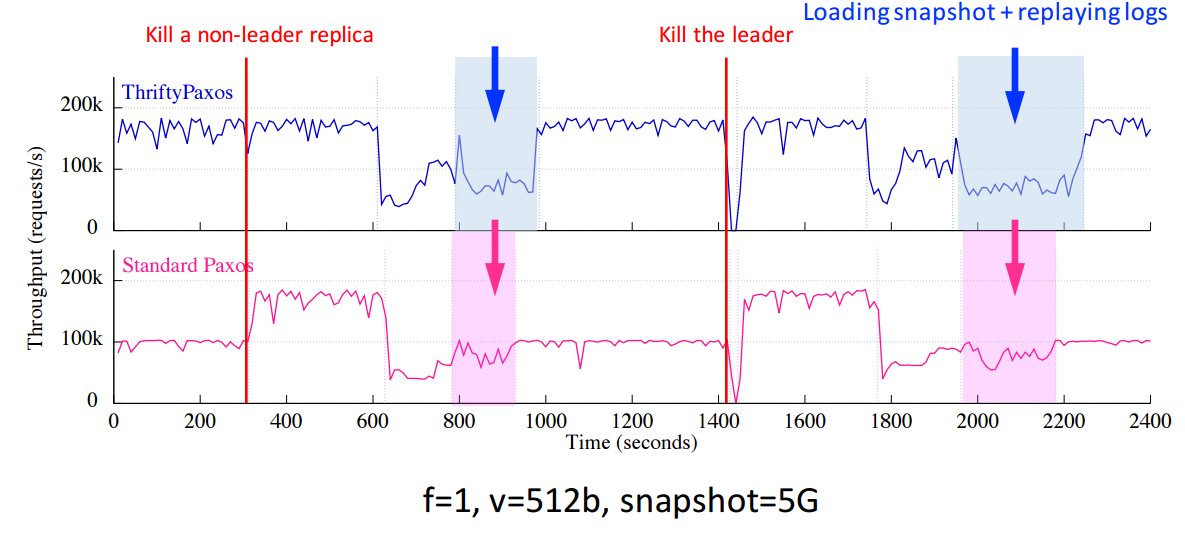 Loading snapshot + replaying logs
Kill a non-leader replica
Kill the leader
ThriftyPaxos
200k
100k
0
Throughput (requests/s)
Standard Paxos
200k
100k
0
0 200 400 600 800 1000 1200 1400 1600 1800 2000 2200 2400
Time (seconds)
f=1, v=512b, snapshot=5G